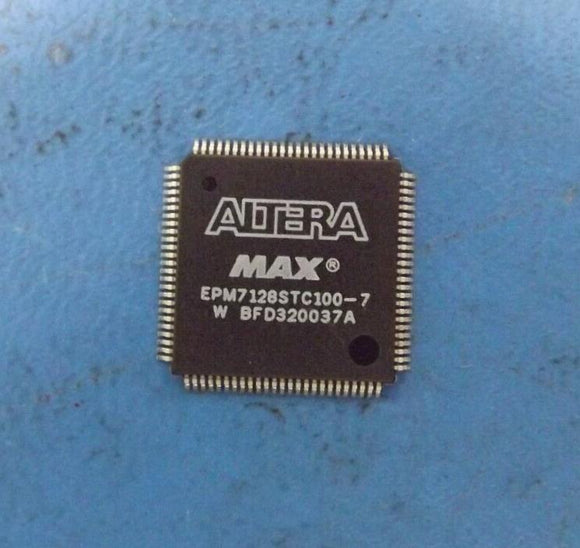 ALTERA
MAX®
EPM7128STC100-7
W BFD320037A